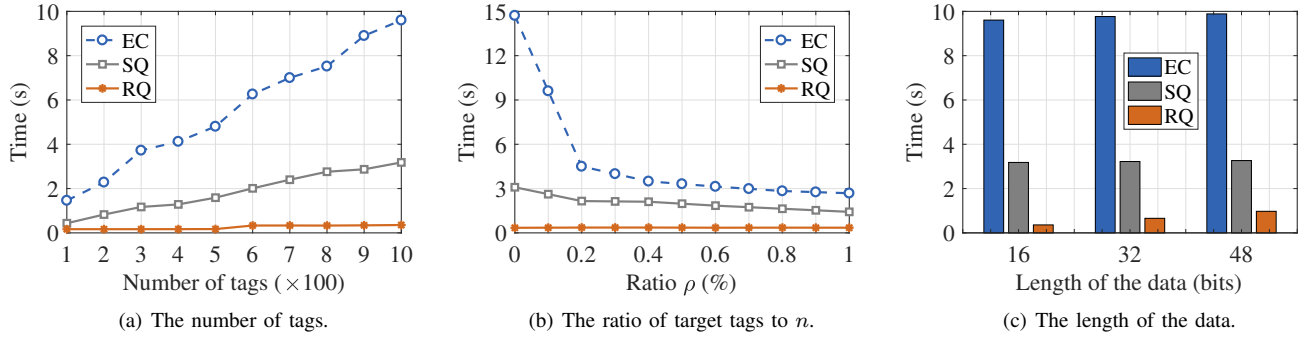 10
8
6
4
2
0
Time (s)
EC
SQ
RQ
1 2 3 4 5 6 7 8 9 10
Number of tags (×100)
(a) The number of tags.
15
12
9
6
3
0
Time (s)
EC
SQ
RQ
0 0.2 0.4 0.6 0.8 1
Ratio ρ (%)
(b) The ratio of target tags to n.
10
8
6
4
2
0
Time (s)
EC
SQ
RQ
16 32 48
Length of the data (bits)
(c) The length of the data.